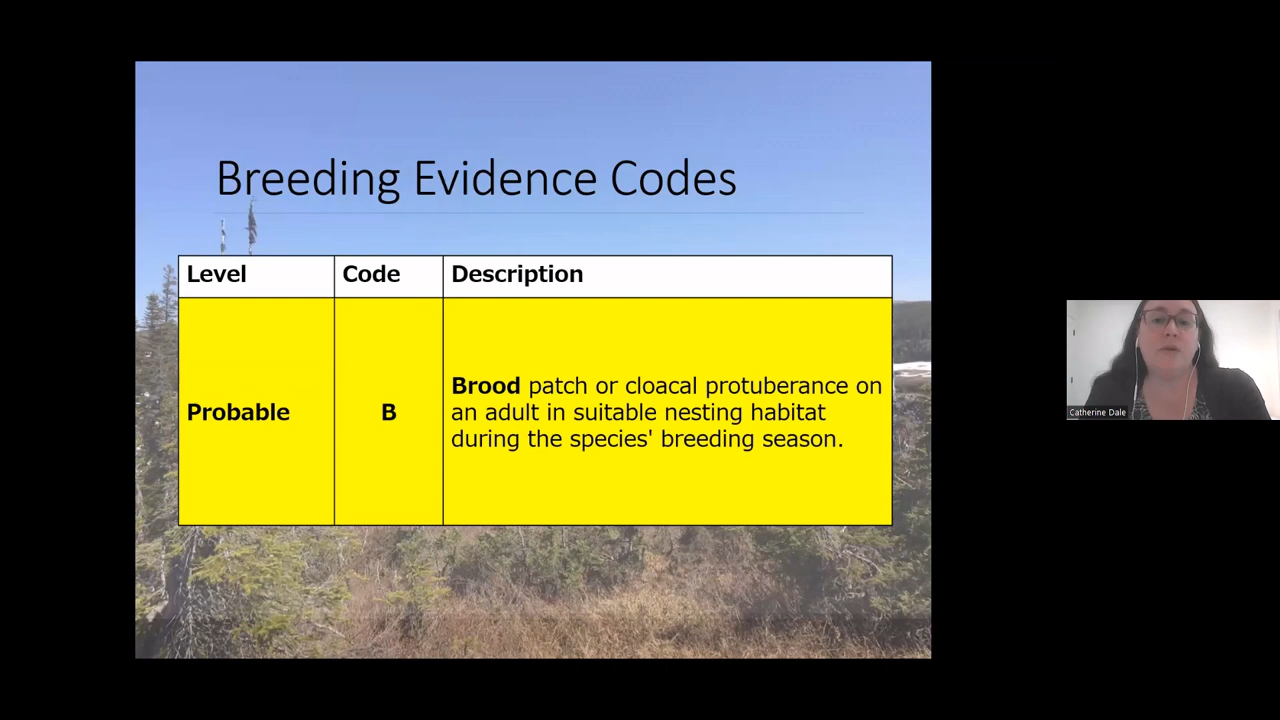 Breeding Evidence Codes
Level Code Description
Probable B Brood patch or cloacal protuberance on
an adult in suitable nesting habitat
during the species' breeding season.
Catherine Dale